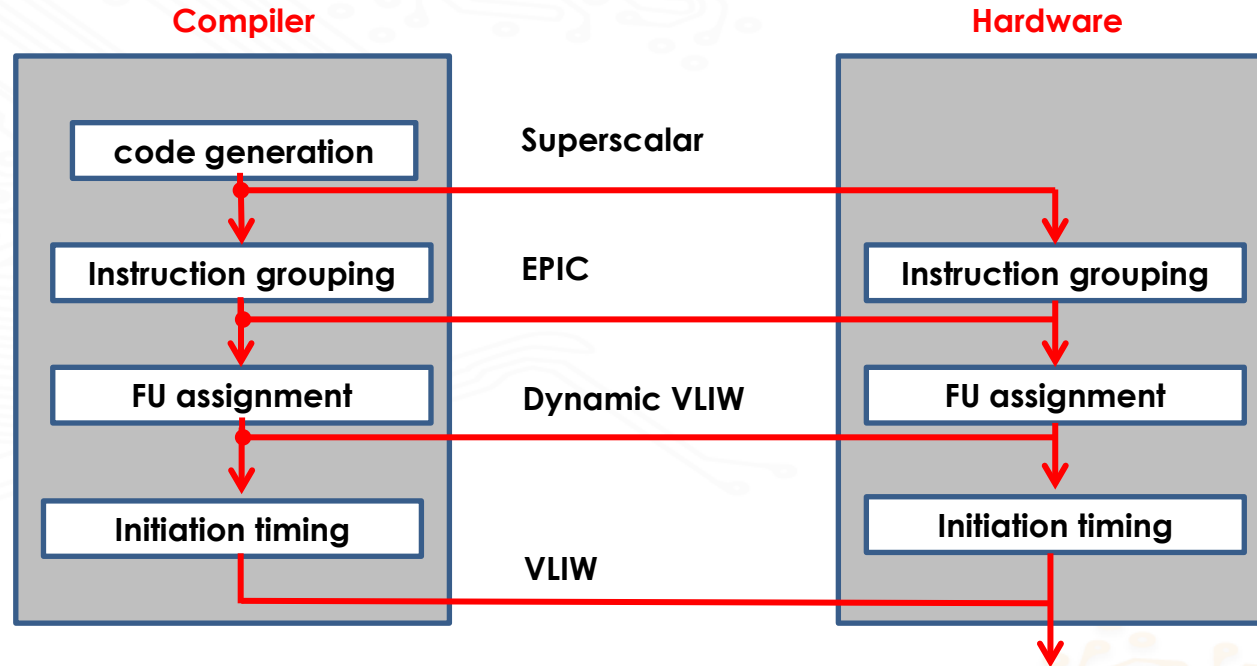 Compiler
Hardware
code generation
Superscalar
Instruction grouping
EPIC
Instruction grouping
FU assignment
Dynamic VLIW
FU assignment
Initiation timing
Initiation timing
VLIW